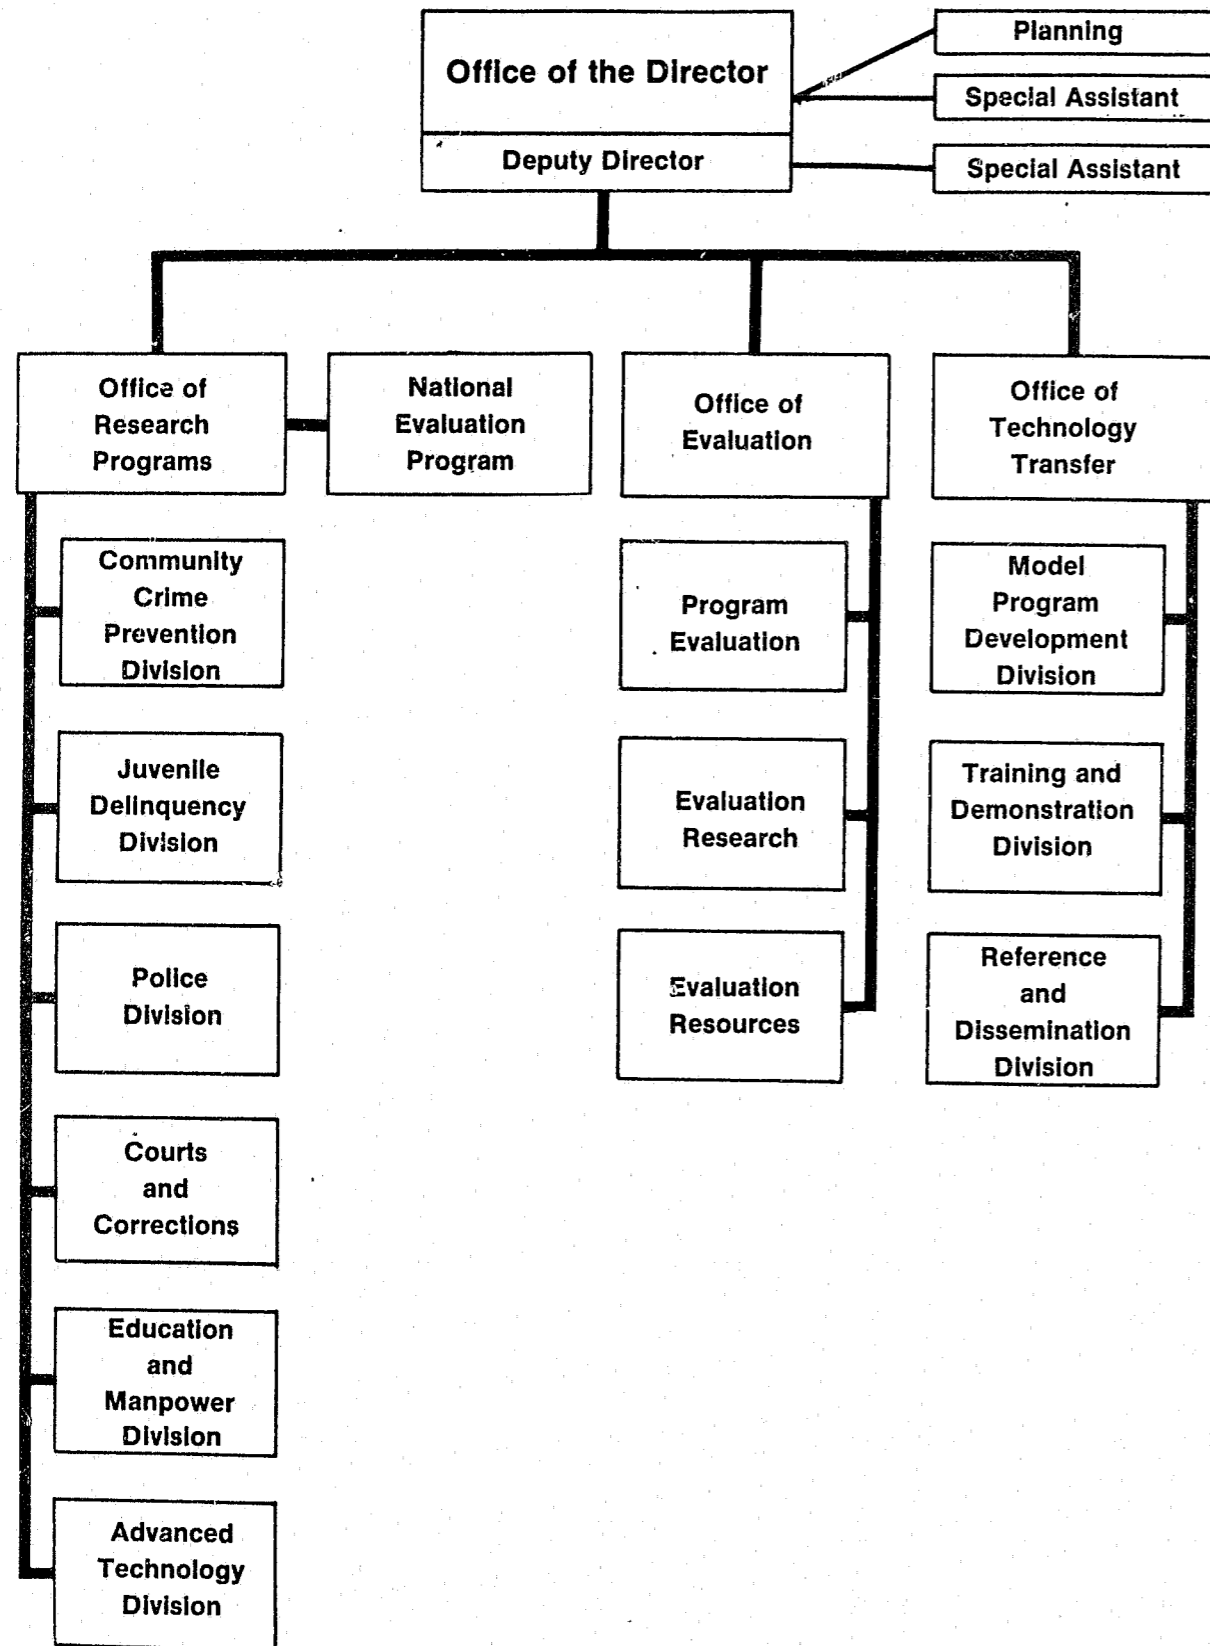 Office of the Director
Deputy Director
Planning
Special Assistant
Special Assistant
Office of
Research
Programs
National
Evaluation
Program
Office of
Evaluation
Office of
Technology
Transfer
Community
Crime
Prevention
Division
Juvenile
Delinquency
Division
Police
Division
Courts
and
Corrections
Education
and
Manpower
Division
Advanced
Technology
Division
Program
Evaluation
Evaluation
Research
Evaluation
Resources
Model
Program
Development
Division
Training and
Demonstration
Division
Reference
and
Dissemination
Division